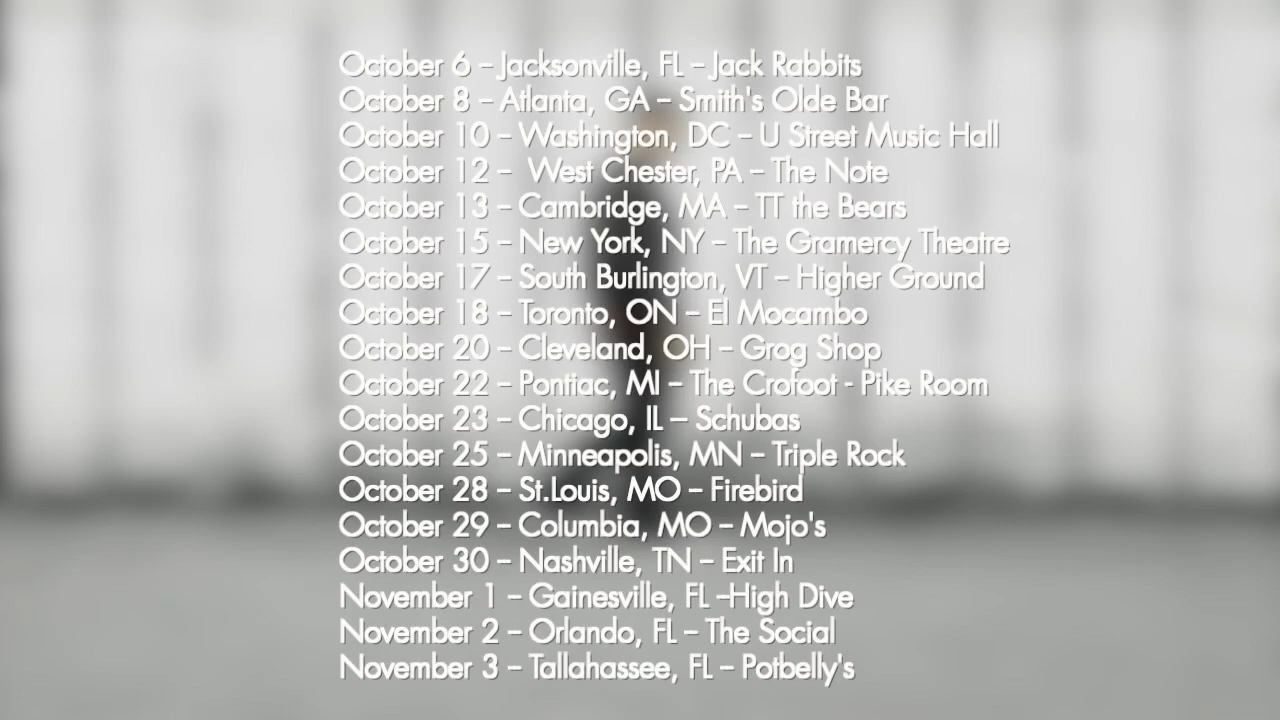 October 6 – Jacksonville, FL – Jack Rabbits
October 8 – Atlanta, GA – Smith's Olde Bar
October 10 – Washington, DC – U Street Music Hall
October 12 –  West Chester, PA – The Note
October 13 – Cambridge, MA – TT the Bears
October 15 – New York, NY – The Gramercy Theatre
October 17 – South Burlington, VT – Higher Ground
October 18 – Toronto, ON – El Mocambo
October 20 – Cleveland, OH – Grog Shop
October 22 – Pontiac, MI – The Crofoot - Pike Room
October 23 – Chicago, IL – Schubas
October 25 – Minneapolis, MN – Triple Rock
October 28 – St.Louis, MO – Firebird
October 29 – Columbia, MO – Mojo's
October 30 – Nashville, TN – Exit In
November 1 – Gainesville, FL –High Dive
November 2 – Orlando, FL – The Social
November 3 – Tallahassee, FL – Potbelly's